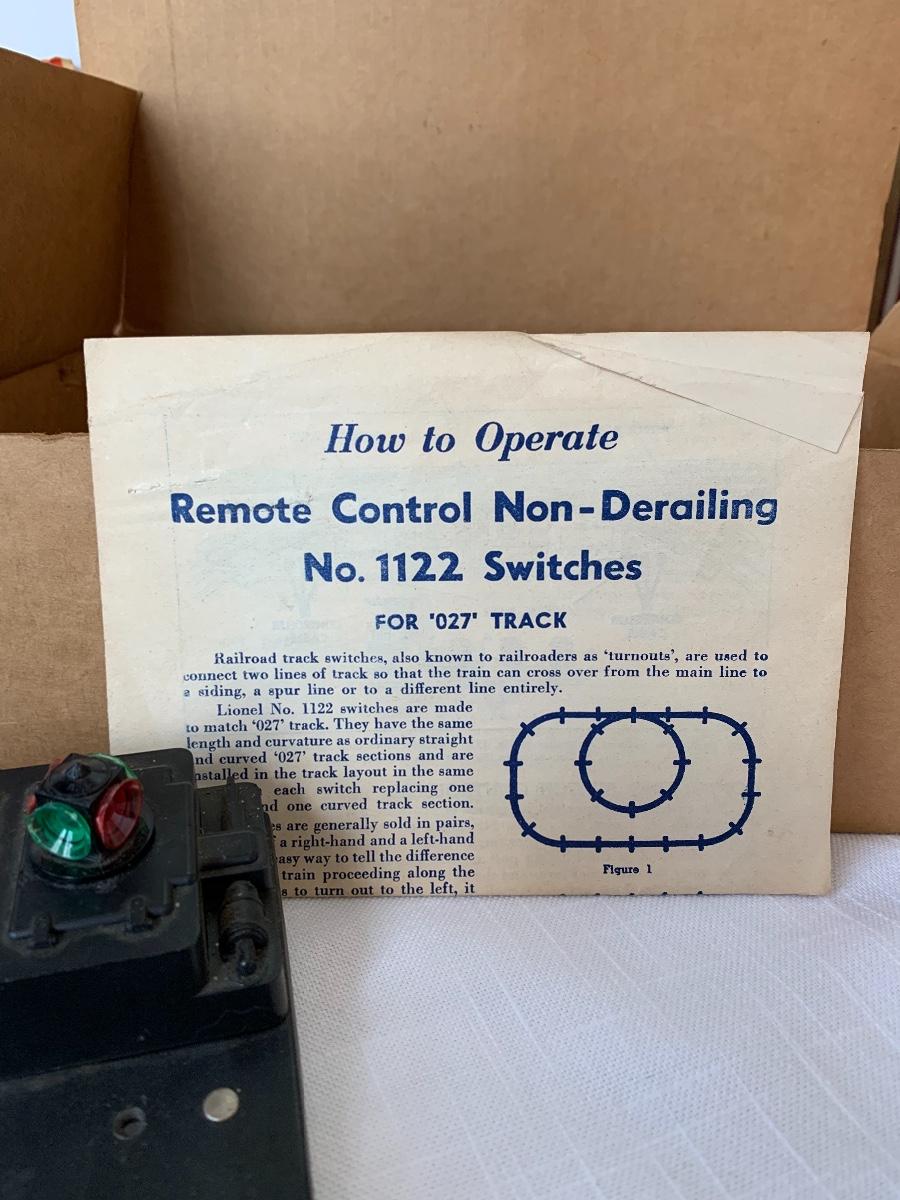 How to Operate
Remote Control Non-Derailing
No. 1122 Switches
FOR '027' TRACK
Railroad track switches, also known to railroaders as 'turnouts', are used to
connect two lines of track so that the train can cross over from the main line to
a siding, a spur line or to a different line entirely.
Lionel No. 1122 switches are made
to match '027' track. They have the same
length and curvature as ordinary straight
and curved '027' track sections and are
installed in the track layout in the same
each switch replacing one
and one curved track section.
are generally sold in pairs,
a right-hand and a left-hand
easy way to tell the difference
train proceeding along the
to turn out to the left, it
Figure 1